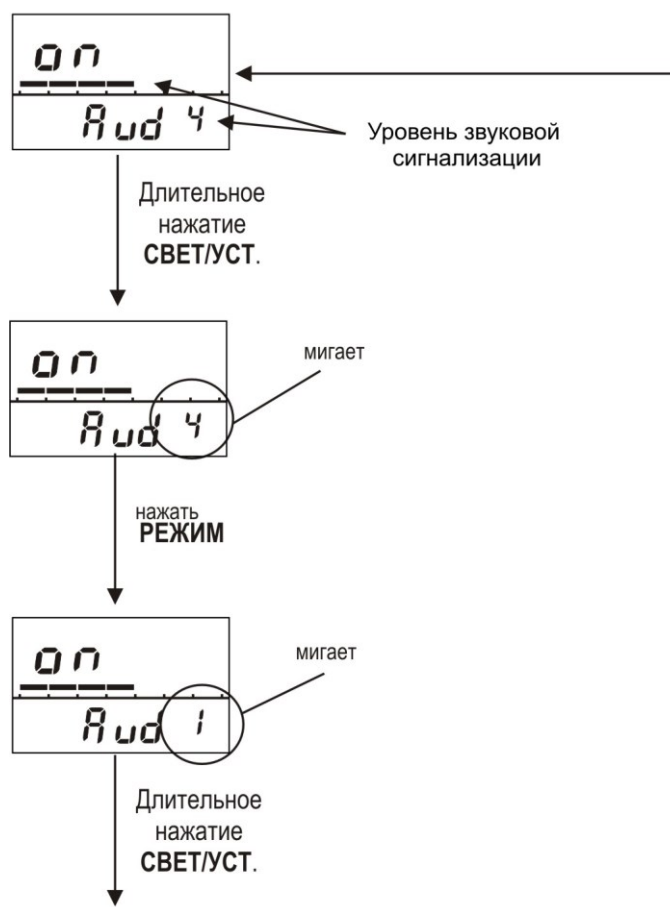 on
Aud 4
Уровень звуковой
сигнализации
Длительное
нажатие
СВЕТ/УСТ.
on
Aud 4
мигает
нажать
РЕЖИМ
on
Aud 1
мигает
Длительное
нажатие
СВЕТ/УСТ.